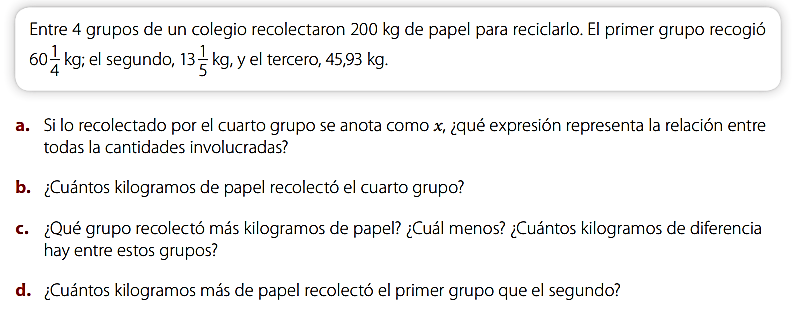 Entre 4 grupos de un colegio recolectaron 200 kg de papel para reciclarlo. El primer grupo recogió
60 1/4 kg; el segundo, 13 1/5 kg, y el tercero, 45,93 kg.
a. Si lo recolectado por el cuarto grupo se anota como x, ¿qué expresión representa la relación entre
todas la cantidades involucradas?
b. ¿Cuántos kilogramos de papel recolectó el cuarto grupo?
c. ¿Qué grupo recolectó más kilogramos de papel? ¿Cuál menos? ¿Cuántos kilogramos de diferencia
hay entre estos grupos?
d. ¿Cuántos kilogramos más de papel recolectó el primer grupo que el segundo?